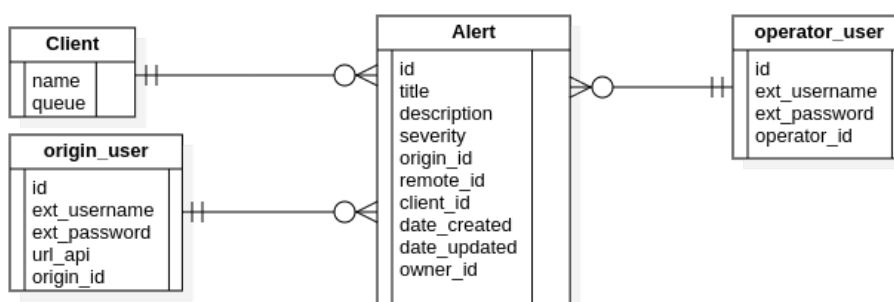 Client
name
queue
origin_user
id
ext_username
ext_password
url_api
origin_id
Alert
id
title
description
severity
origin_id
remote_id
client_id
date_created
date_updated
owner_id
operator_user
id
ext_username
ext_password
operator_id